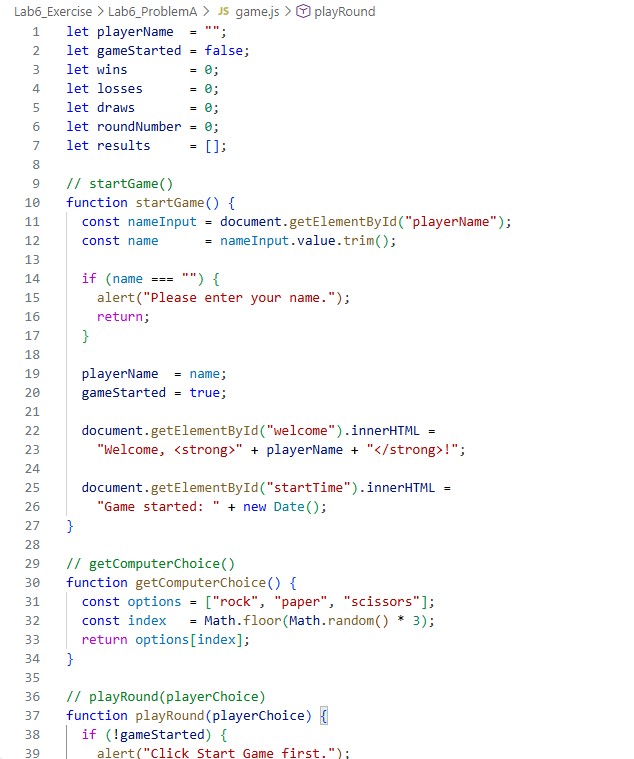 Lab6_Exercise > Lab6_ProblemA > JS game.js > playRound
1 let playerName  = "";
2 let gameStarted = false;
3 let wins        = 0;
4 let losses      = 0;
5 let draws       = 0;
6 let roundNumber = 0;
7 let results     = [];
8
9 // startGame()
10 function startGame() {
11   const nameInput = document.getElementById("playerName");
12   const name      = nameInput.value.trim();
13
14   if (name === "") {
15     alert("Please enter your name.");
16     return;
17   }
18
19   playerName  = name;
20   gameStarted = true;
21
22   document.getElementById("welcome").innerHTML =
23     "Welcome, <strong>" + playerName + "</strong>!";
24
25   document.getElementById("startTime").innerHTML =
26     "Game started: " + new Date();
27 }
28
29 // getComputerChoice()
30 function getComputerChoice() {
31   const options = ["rock", "paper", "scissors"];
32   const index   = Math.floor(Math.random() * 3);
33   return options[index];
34 }
35
36 // playRound(playerChoice)
37 function playRound(playerChoice) {
38   if (!gameStarted) {
39     alert("Click Start Game first.");